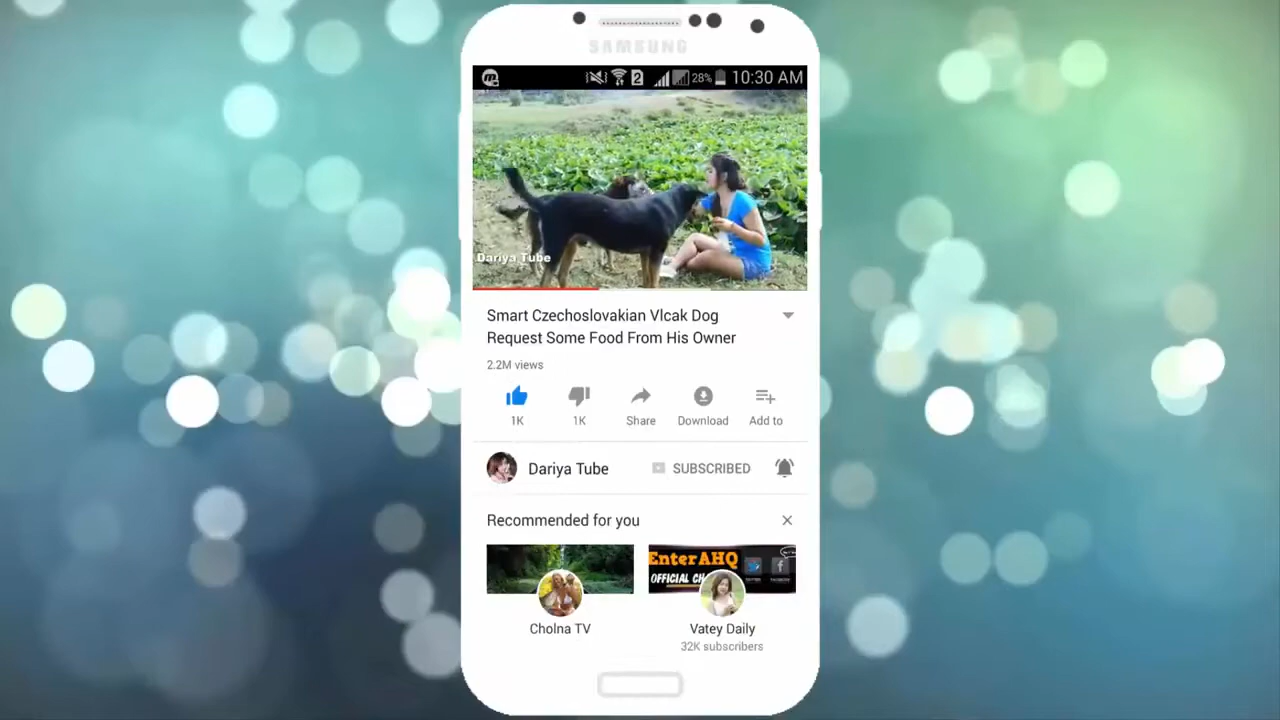 SAMSUNG
2 28% 10:30 AM
Dariya Tube
Smart Czechoslovakian Vlcak Dog
Request Some Food From His Owner
2.2M views
1K 1K Share Download Add to
Dariya Tube SUBSCRIBED
Recommended for you
EnterAHQ
OFFICIAL
Cholna TV Vatey Daily
32K subscribers